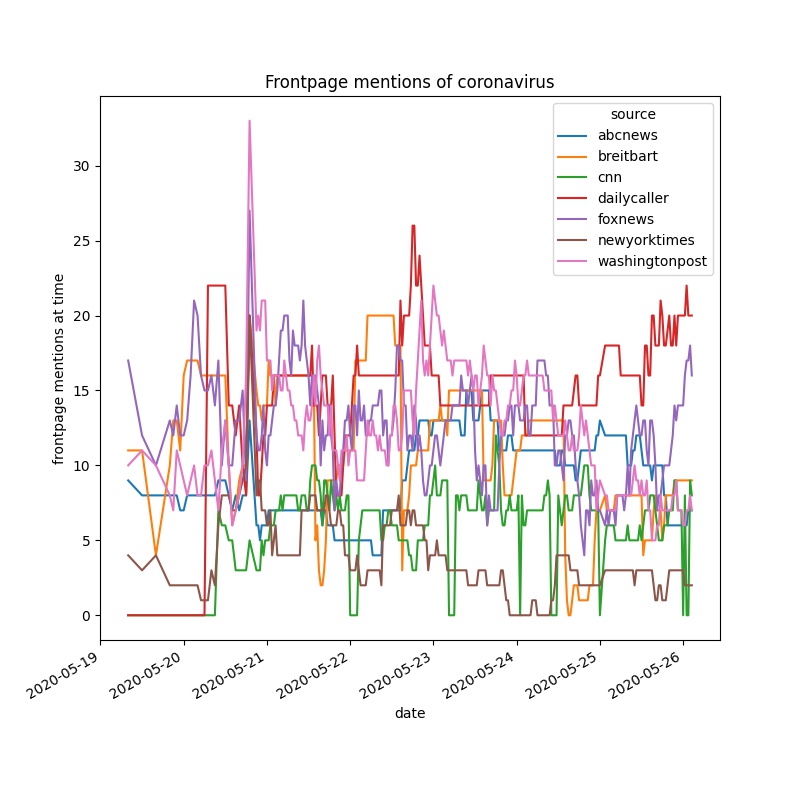 Frontpage mentions of coronavirus
source
abcnews
breitbart
cnn
dailycaller
foxnews
newyorktimes
washingtonpost
frontpage mentions at time
30
25
20
15
10
5
0
2020-05-19
2020-05-20
2020-05-21
2020-05-22
2020-05-23
2020-05-24
2020-05-25
2020-05-26
date